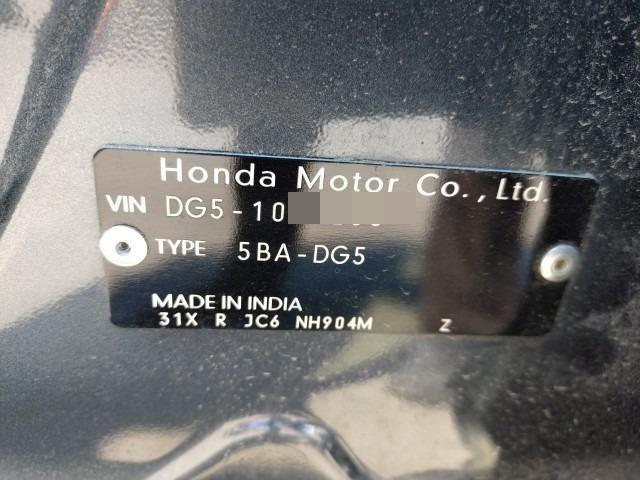 Honda Motor Co., Ltd.
VIN DG5-10
TYPE 5BA-DG5
MADE IN INDIA
31X R JC6 NH904M Z